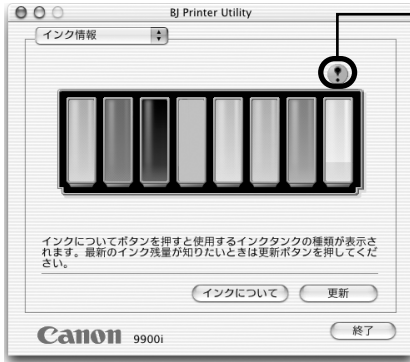 BJ Printer Utility
インク情報
!
インクについてボタンを押すと使用するインクタンクの種類が表示さ
れます。最新のインク残量が知りたいときは更新ボタンを押してくだ
さい。
インクについて 更新
Canon 9900i 終了